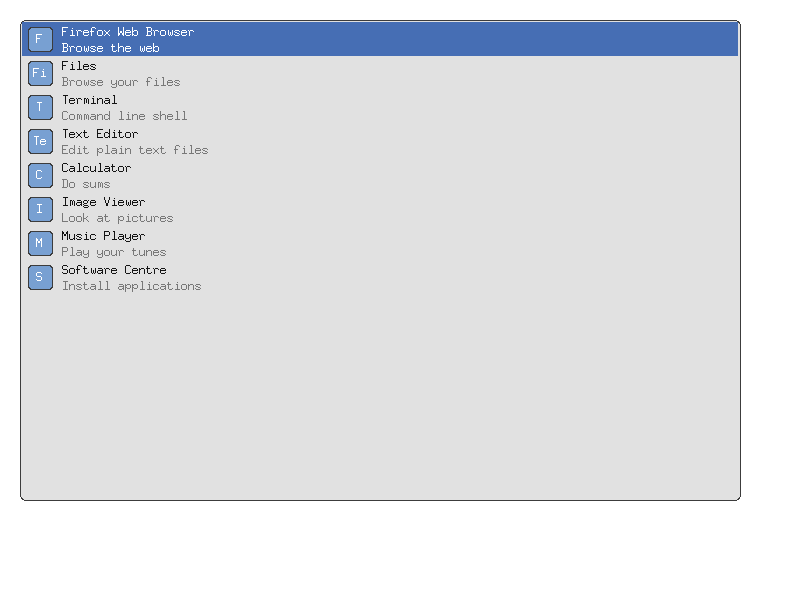 F Firefox Web Browser
Browse the web
Fi Files
Browse your files
T Terminal
Command line shell
Te Text Editor
Edit plain text files
C Calculator
Do sums
I Image Viewer
Look at pictures
M Music Player
Play your tunes
S Software Centre
Install applications